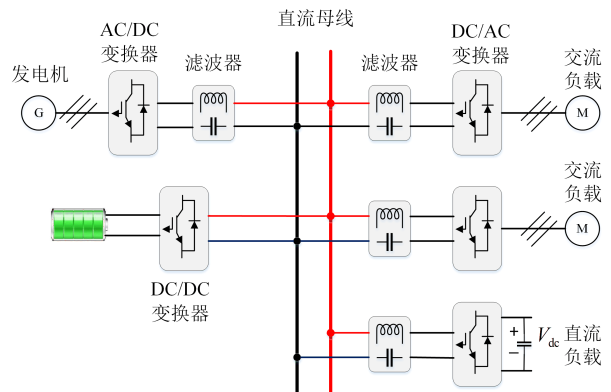 直流母线
AC/DC
变换器
滤波器
滤波器
DC/AC
变换器
交流
负载
发电机
G
M
交流
负载
M
DC/DC
变换器
+
−
Vdc
直流
负载